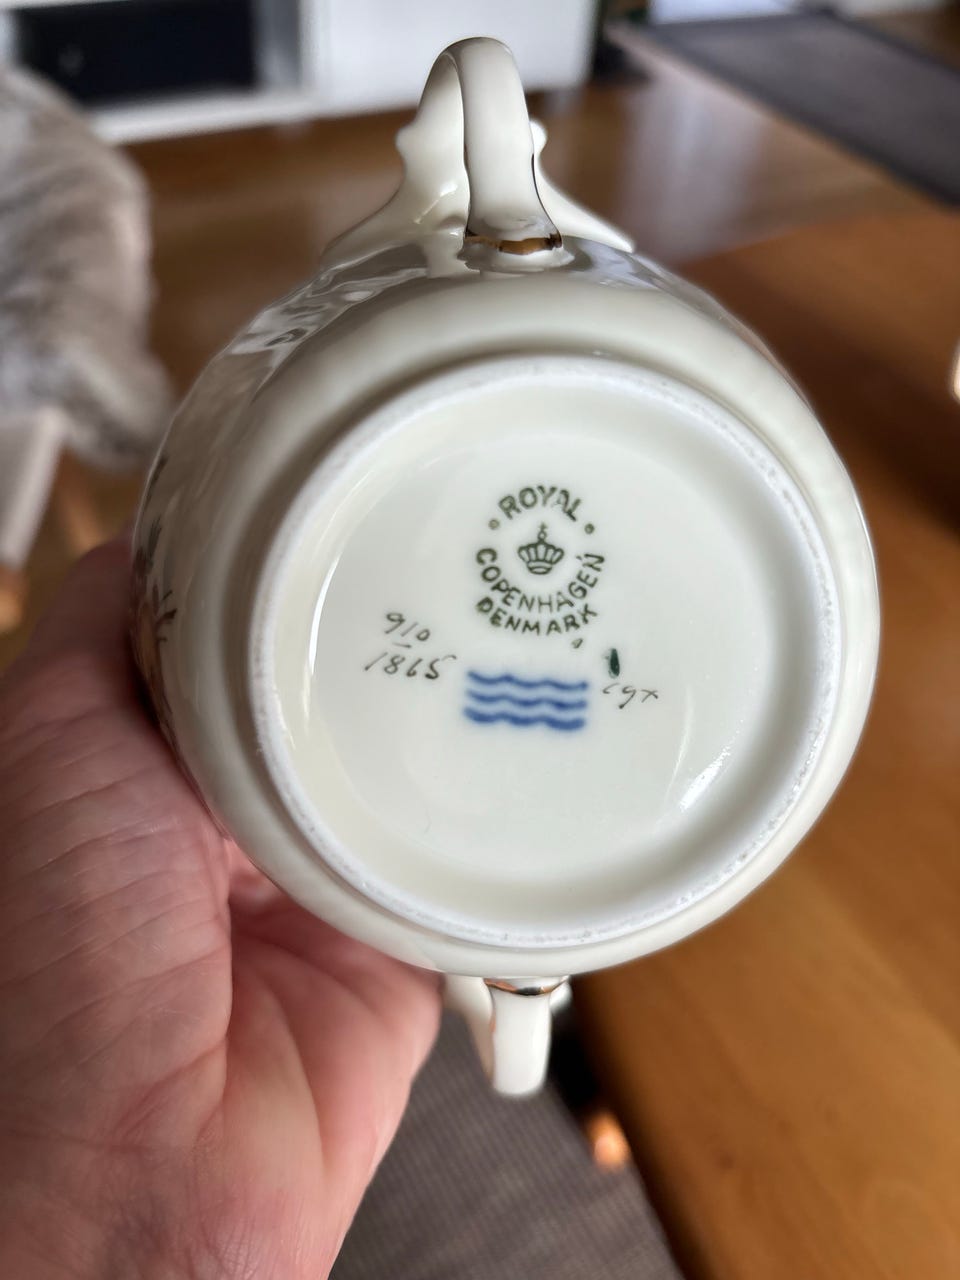 ROYAL
COPENHAGEN
DENMARK
910
1865